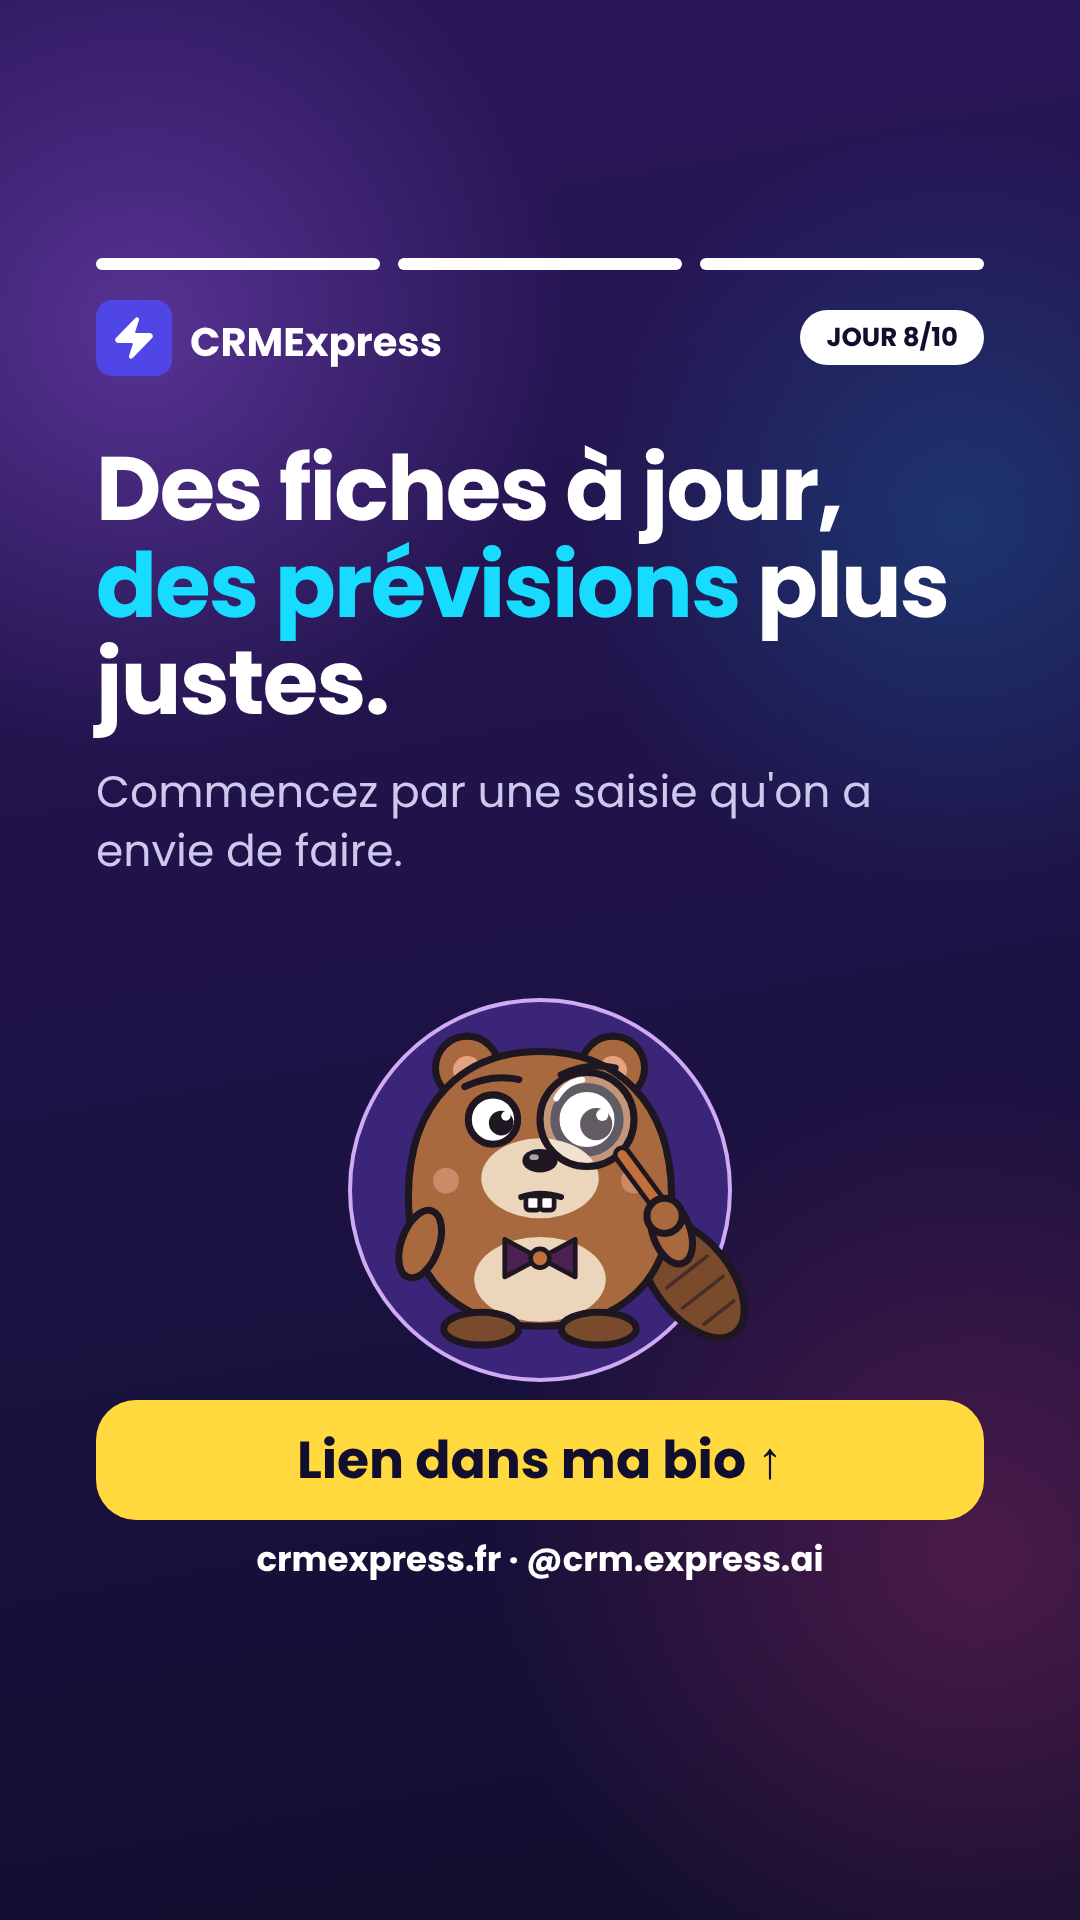 CRMExpress
JOUR 8/10
Des fiches à jour,
des prévisions plus
justes.
Commencez par une saisie qu'on a
envie de faire.
Lien dans ma bio ↑
crmexpress.fr · @crm.express.ai